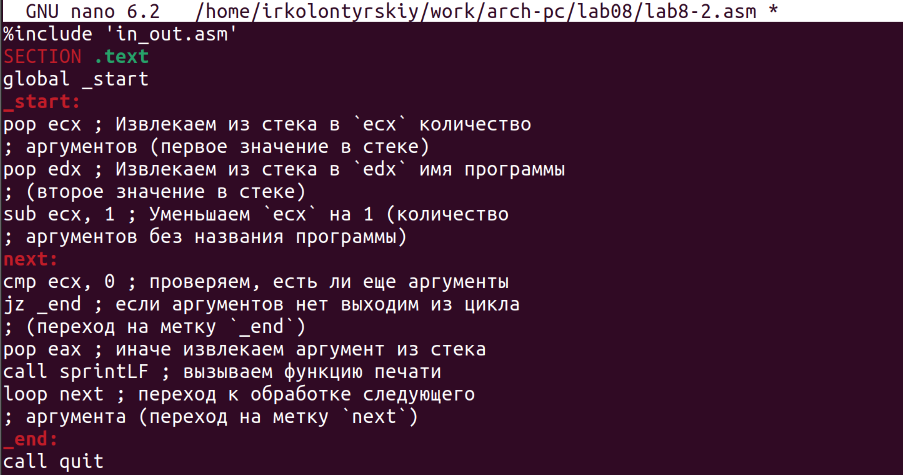 GNU nano 6.2 /home/irkolontyrskiy/work/arch-pc/lab08/lab8-2.asm *
%include 'in_out.asm'
SECTION .text
global _start
_start:
pop ecx ; Извлекаем из стека в `ecx` количество
; аргументов (первое значение в стеке)
pop edx ; Извлекаем из стека в `edx` имя программы
; (второе значение в стеке)
sub ecx, 1 ; Уменьшаем `ecx` на 1 (количество
; аргументов без названия программы)
next:
cmp ecx, 0 ; проверяем, есть ли еще аргументы
jz _end ; если аргументов нет выходим из цикла
; (переход на метку `_end`)
pop eax ; иначе извлекаем аргумент из стека
call sprintLF ; вызываем функцию печати
loop next ; переход к обработке следующего
; аргумента (переход на метку `next`)
_end:
call quit